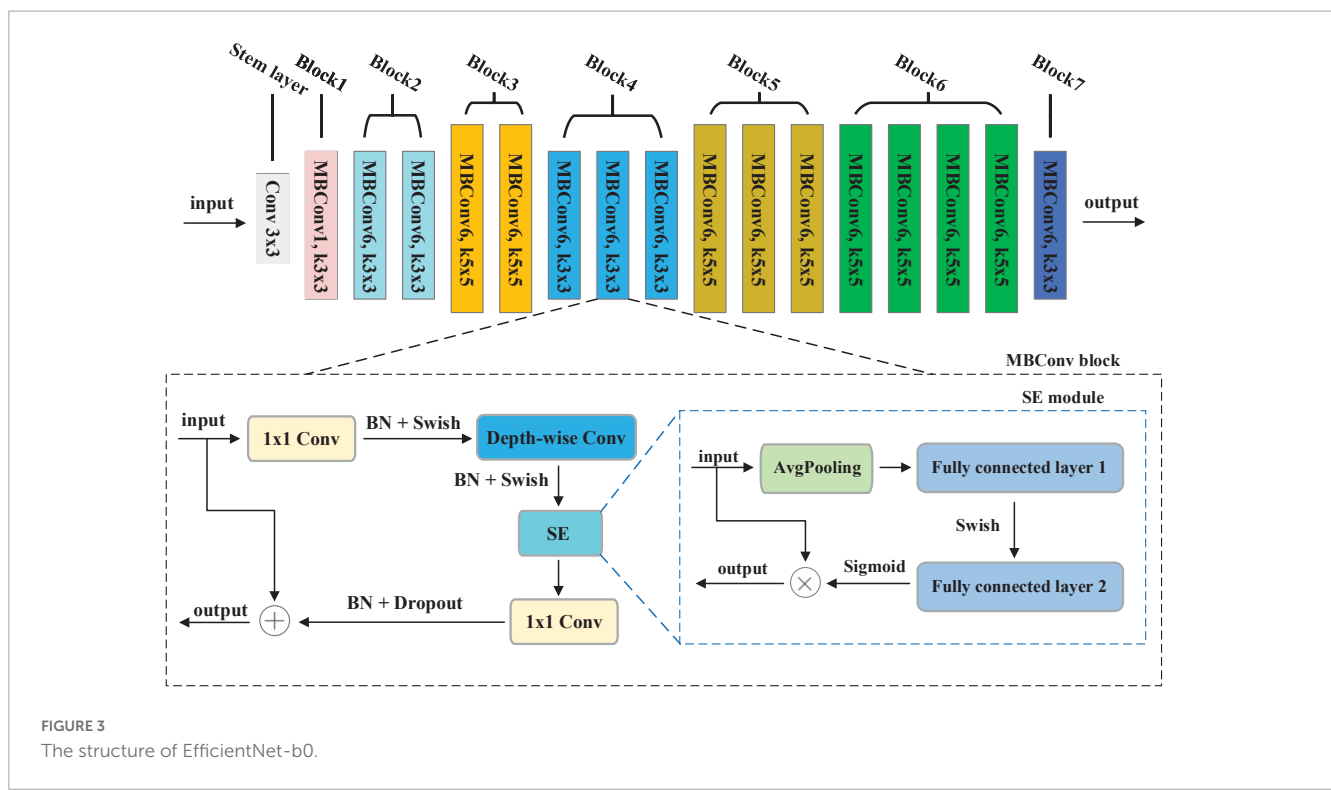 Stem layer
Block1
Block2
Block3
Block4
Block5
Block6
Block7
input
Conv 3x3
MBConv1, k3x3
MBConv6, k3x3
MBConv6, k3x3
MBConv6, k5x5
MBConv6, k5x5
MBConv6, k3x3
MBConv6, k3x3
MBConv6, k3x3
MBConv6, k5x5
MBConv6, k5x5
MBConv6, k5x5
MBConv6, k5x5
MBConv6, k5x5
MBConv6, k5x5
MBConv6, k5x5
MBConv6, k3x3
output
MBConv block
input
1x1 Conv
BN + Swish
Depth-wise Conv
BN + Swish
SE
1x1 Conv
BN + Dropout
+
output
SE module
input
AvgPooling
Fully connected layer 1
Swish
Fully connected layer 2
Sigmoid
×
output
FIGURE 3
The structure of EfficientNet-b0.